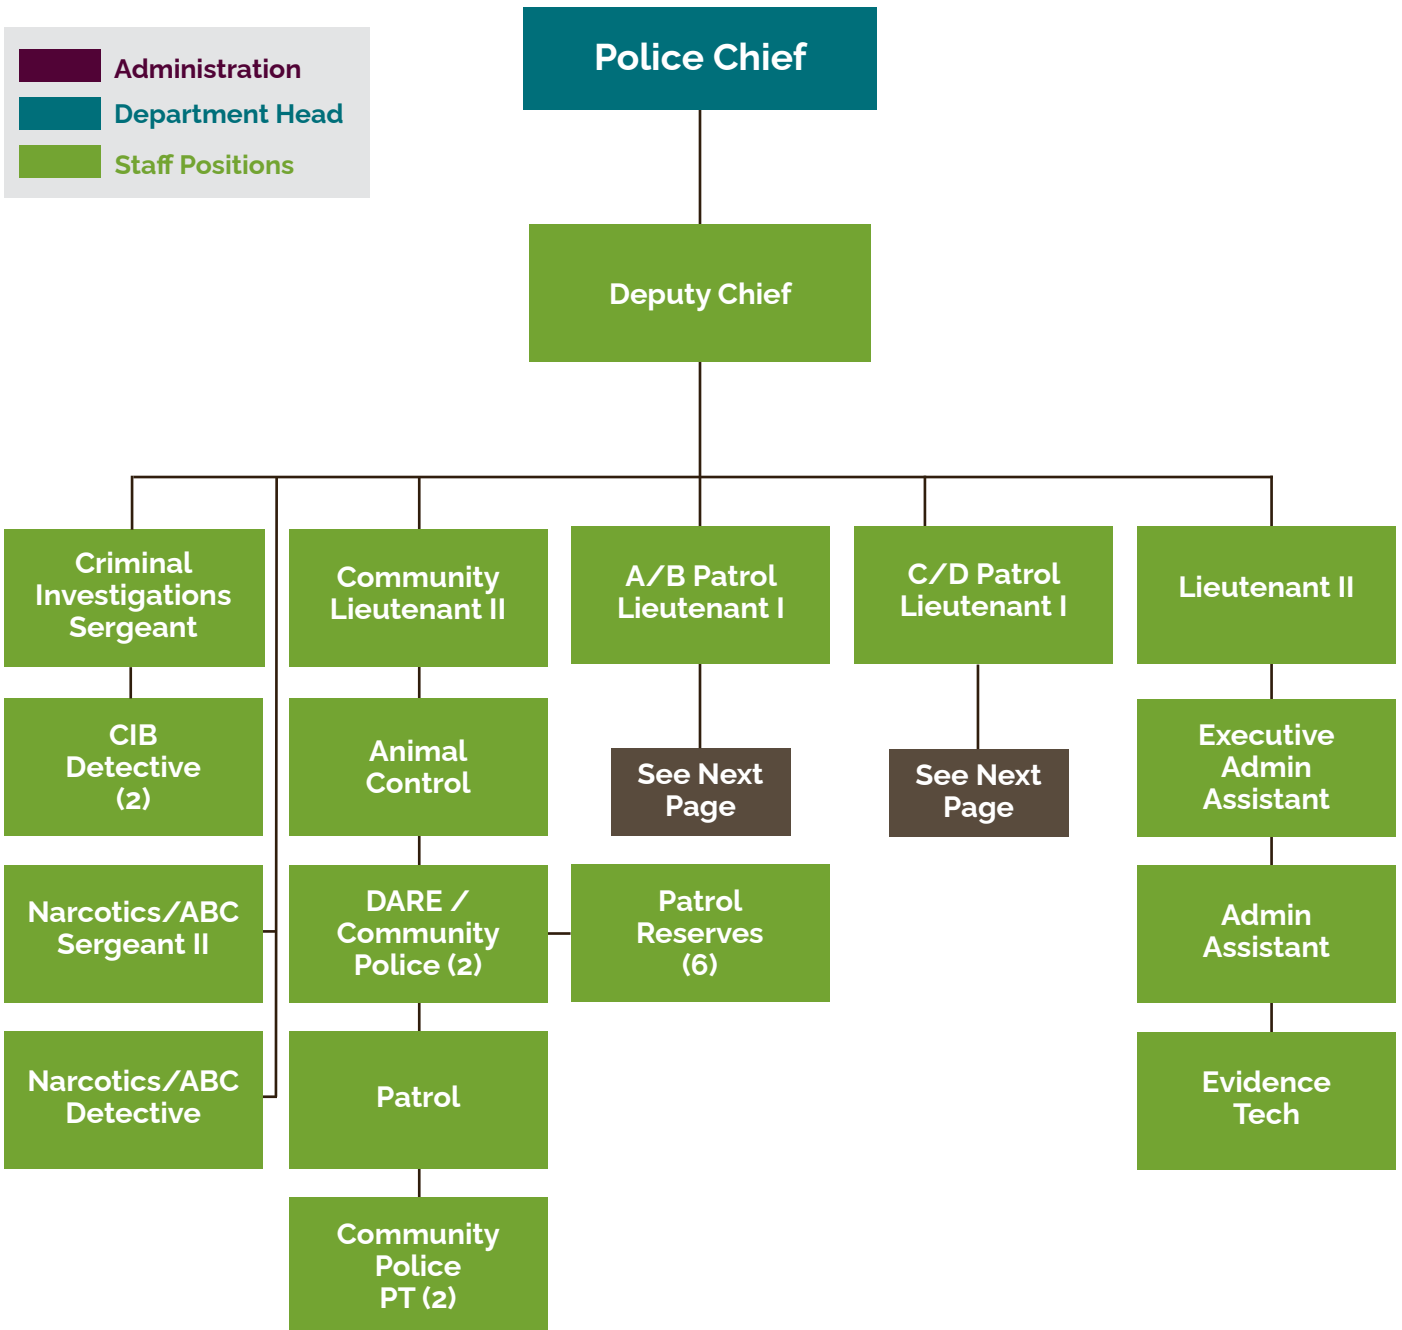 Administration
Department Head
Staff Positions
Police Chief
Deputy Chief
Criminal
Investigations
Sergeant
CIB
Detective
(2)
Narcotics/ABC
Sergeant II
Narcotics/ABC
Detective
Community
Lieutenant II
Animal
Control
DARE /
Community
Police (2)
Patrol
Reserves
(6)
Patrol
Community
Police
PT (2)
A/B Patrol
Lieutenant I
See Next
Page
C/D Patrol
Lieutenant I
See Next
Page
Lieutenant II
Executive
Admin
Assistant
Admin
Assistant
Evidence
Tech